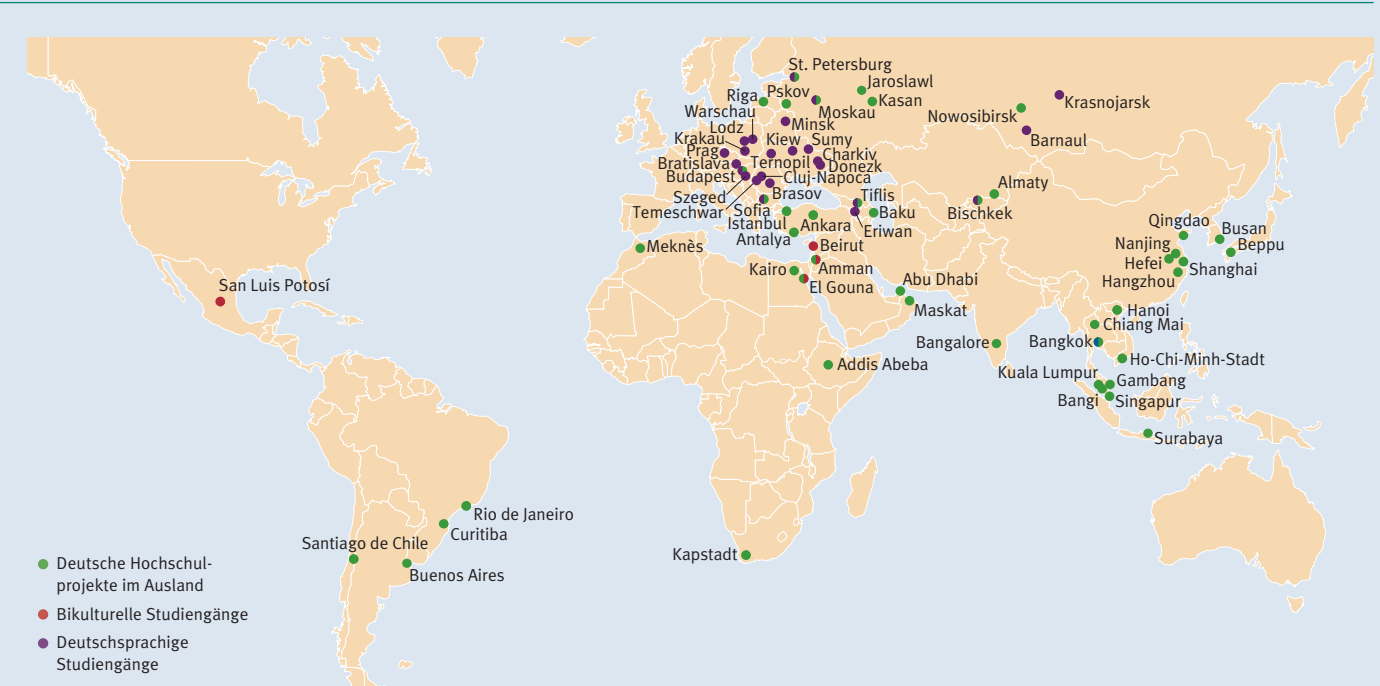 St. Petersburg
Jaroslawl
Riga
Pskov
Kasan
Krasnojarsk
Warschau
Moskau
Nowosibirsk
Lodz
Minsk
Krakau
Kiew
Sumy
Barnaul
Prag
Charkiv
Bratislava
Ternopil
Donezk
Budapest
Cluj-Napoca
Almaty
Szeged
Brasov
Tiflis
Temeschwar
Sofia
Baku
Bischkek
Istanbul
Ankara
Eriwan
Qingdao
Busan
Antalya
Beirut
Nanjing
Beppu
Meknès
Hefei
Shanghai
Kairo
Amman
Hangzhou
San Luis Potosí
El Gouna
Abu Dhabi
Maskat
Hanoi
Chiang Mai
Bangalore
Bangkok
Addis Abeba
Ho-Chi-Minh-Stadt
Kuala Lumpur
Gambang
Bangi
Singapur
Surabaya
Rio de Janeiro
Curitiba
Santiago de Chile
Kapstadt
Buenos Aires
Deutsche Hochschul-
projekte im Ausland
Bikulturelle Studiengänge
Deutschsprachige
Studiengänge